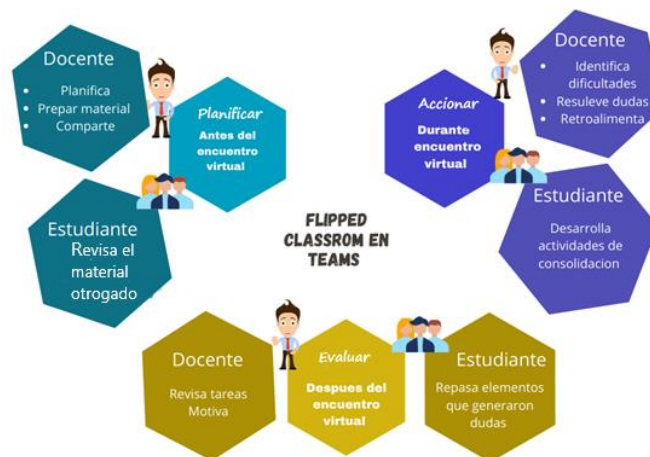 Docente
Planifica
Prepar material
Comparte
Planificar
Antes del
encuentro
virtual
Estudiante
Revisa el
material
otrogado
Accionar
Durante
encuentro
virtual
Docente
Identifica
dificultades
Resuleve dudas
Retroalimenta
Estudiante
Desarrolla
actividades de
consolidacion
FLIPPED
CLASSROM EN
TEAMS
Docente
Revisa tareas
Motiva
Evaluar
Despues del
encuentro
virtual
Estudiante
Repasa elementos
que generaron
dudas